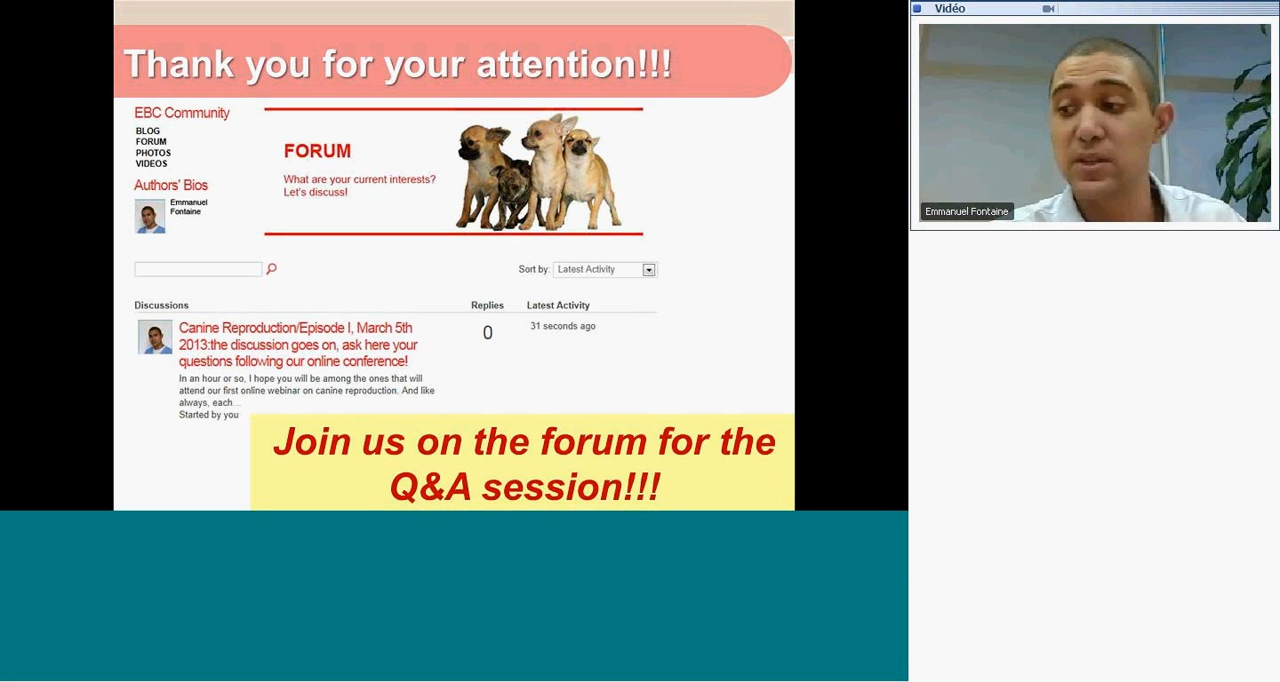 Vidéo
Thank you for your attention!!!
EBC Community
BLOG
FORUM
PHOTOS
VIDEOS
Authors' Bios
Emmanuel
Fontaine
FORUM
What are your current interests?
Let's discuss!
Sort by:
Latest Activity
Discussions
Replies
Latest Activity
Canine Reproduction/Episode I, March 5th
2013:the discussion goes on, ask here your
questions following our online conference!
0
31 seconds ago
In an hour or so, I hope you will be among the ones that will
attend our first online webinar on canine reproduction. And like
always, each…
Started by you
Join us on the forum for the
Q&A session!!!
Emmanuel Fontaine